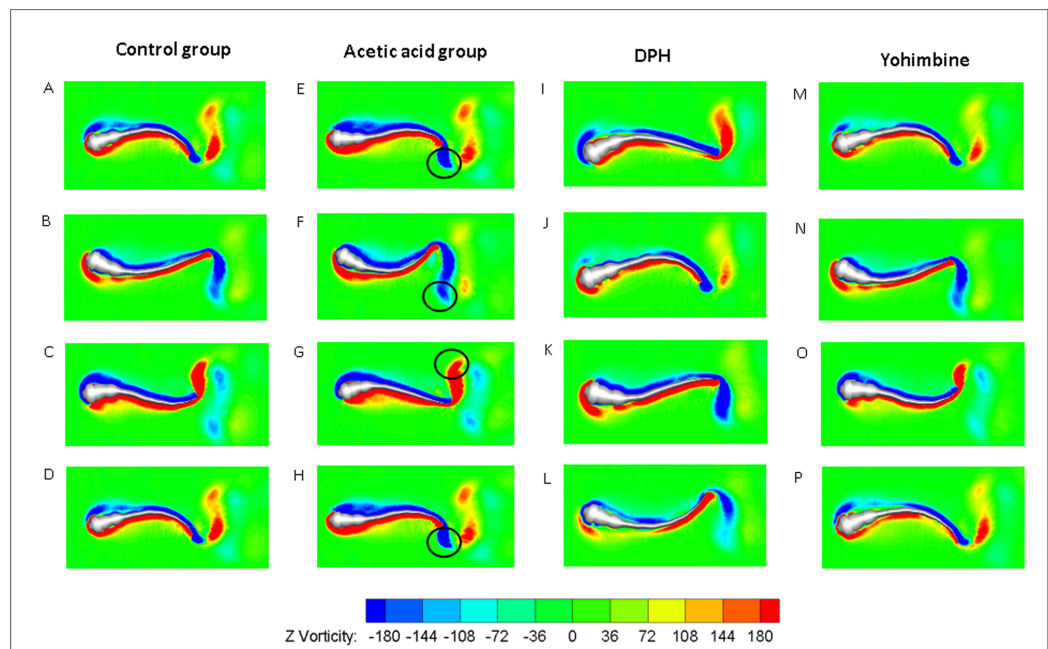 Control group
Acetic acid group
DPH
Yohimbine
A
E
I
M
B
F
J
N
C
G
K
O
D
H
L
P
Z Vorticity: -180 -144 -108 -72 -36 0 36 72 108 144 180